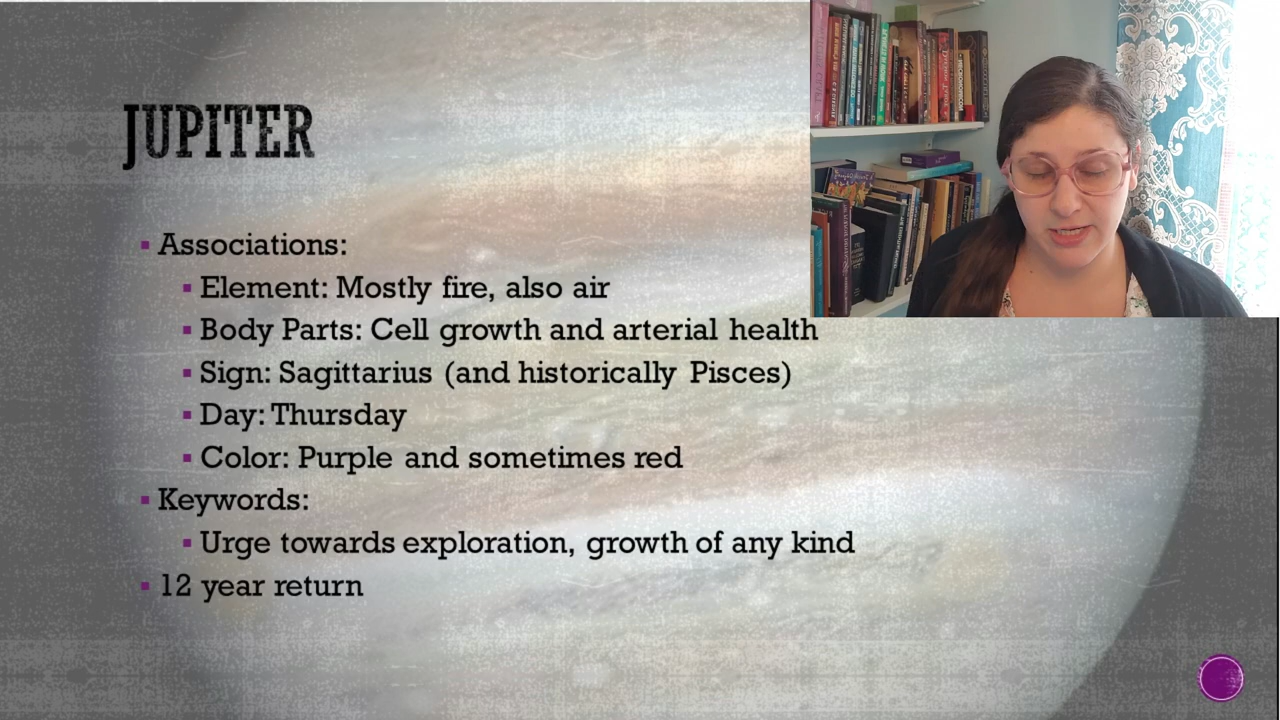 JUPITER
Associations:
Element: Mostly fire, also air
Body Parts: Cell growth and arterial health
Sign: Sagittarius (and historically Pisces)
Day: Thursday
Color: Purple and sometimes red
Keywords:
Urge towards exploration, growth of any kind
12 year return